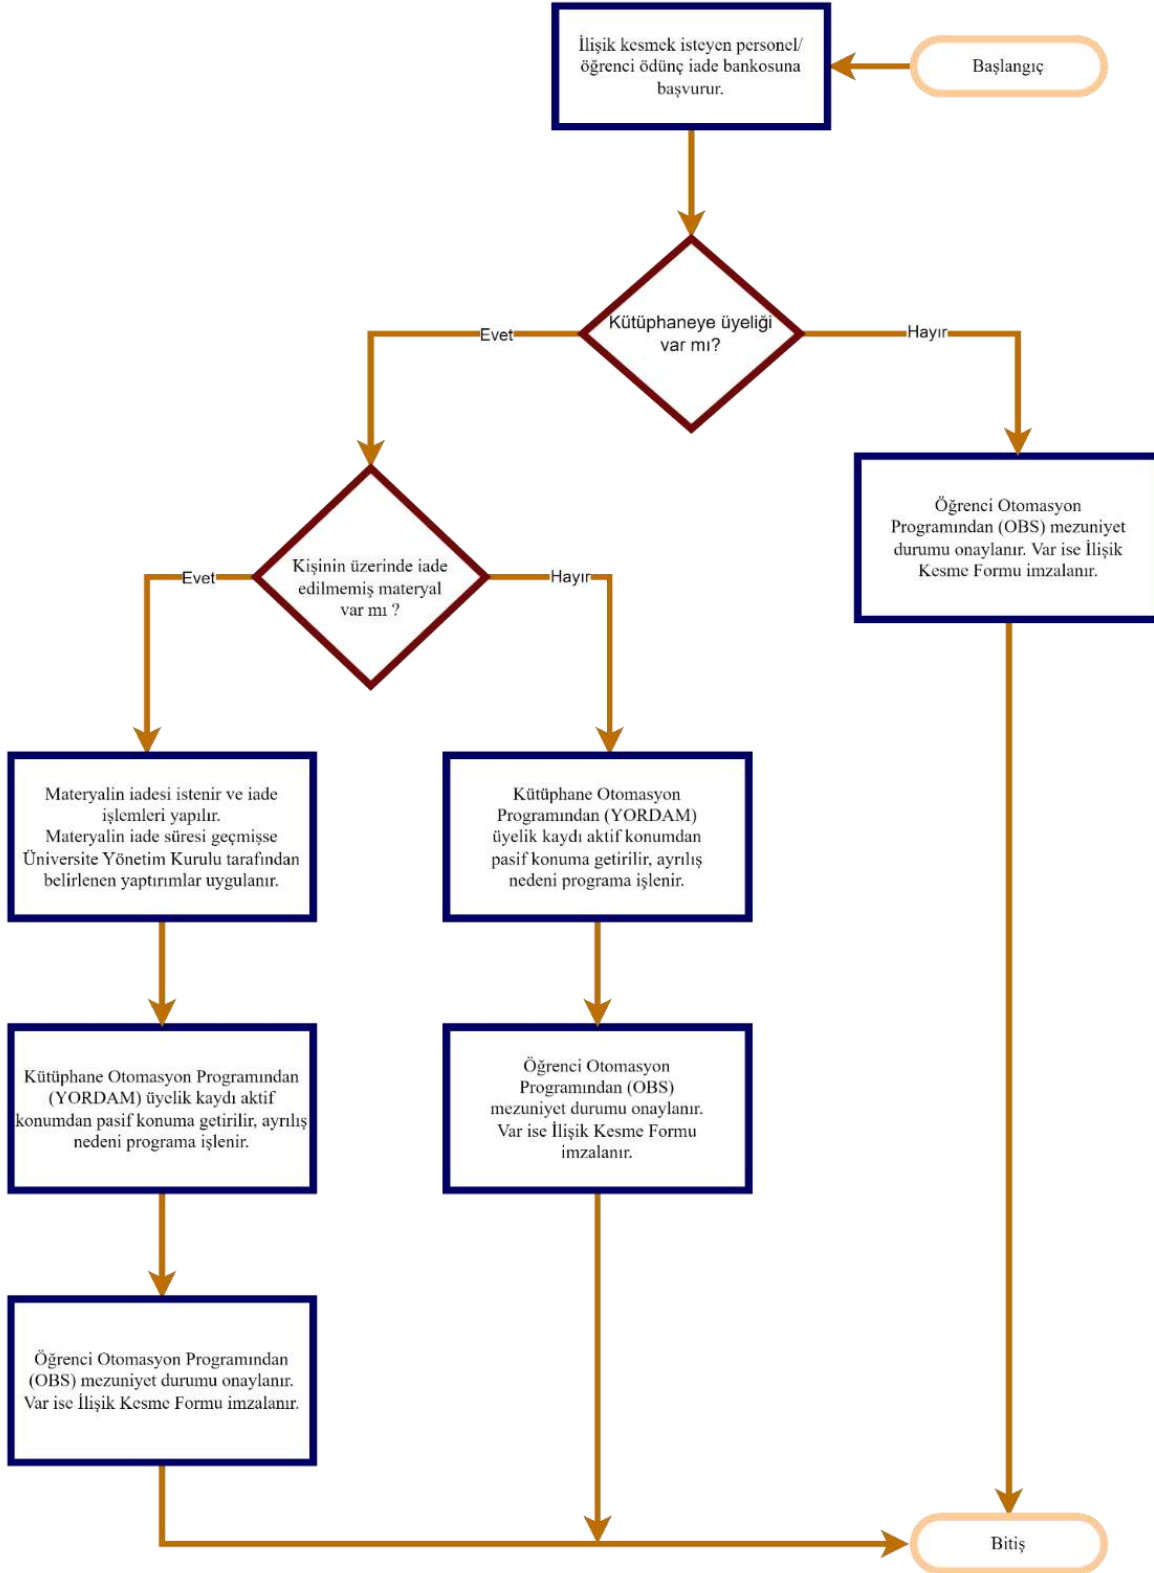 İlişik kesmek isteyen personel/
öğrenci ödünç iade bankosuna
başvurur.
Başlangıç
Kütüphaneye üyeliği
var mı?
Evet
Hayır
Öğrenci Otomasyon
Programından (OBS) mezuniyet
durumu onaylanır. Var ise İlişik
Kesme Formu imzalanır.
Kişinin üzerinde iade
edilmemiş materyal
var mı ?
Evet
Hayır
Materyalin iadesi istenir ve iade
işlemleri yapılır.
Materyalin iade süresi geçmişse
Üniversite Yönetim Kurulu tarafından
belirlenen yaptırımlar uygulanır.
Kütüphane Otomasyon
Programından (YORDAM)
üyelik kaydı aktif konumdan
pasif konuma getirilir, ayrılış
nedeni programa işlenir.
Kütüphane Otomasyon Programından
(YORDAM) üyelik kaydı aktif
konumdan pasif konuma getirilir, ayrılış
nedeni programa işlenir.
Öğrenci Otomasyon
Programından (OBS)
mezuniyet durumu onaylanır.
Var ise İlişik Kesme Formu
imzalanır.
Öğrenci Otomasyon Programından
(OBS) mezuniyet durumu onaylanır.
Var ise İlişik Kesme Formu imzalanır.
Bitiş